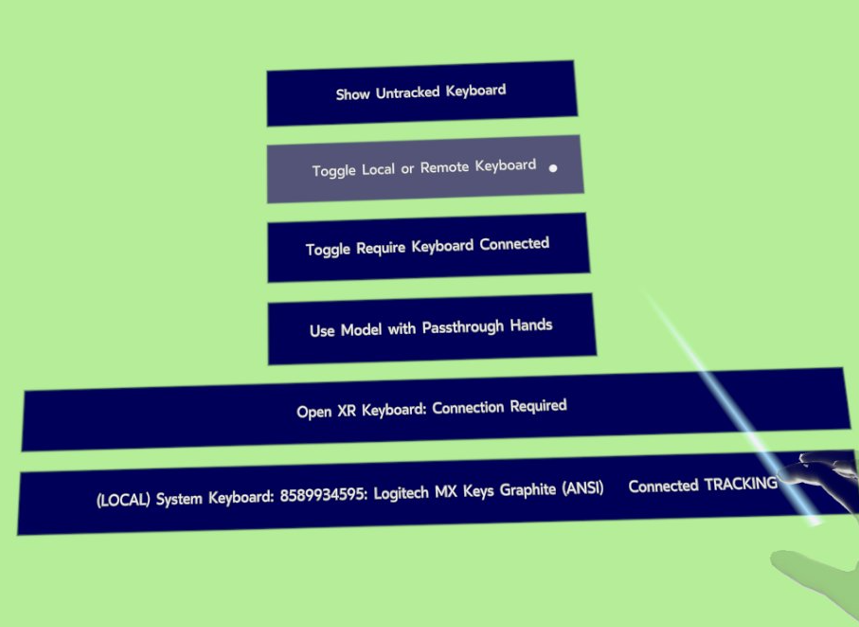 Show Untracked Keyboard
Toggle Local or Remote Keyboard
Toggle Require Keyboard Connected
Use Model with Passthrough Hands
Open XR Keyboard: Connection Required
(LOCAL) System Keyboard: 8589934595: Logitech MX Keys Graphite (ANSI) Connected TRACKING